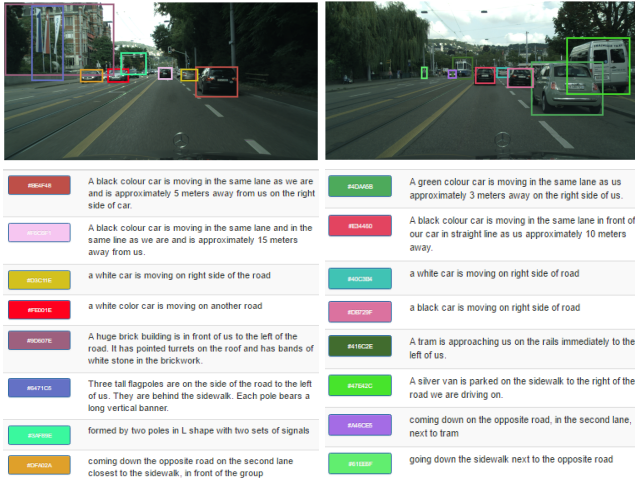 A black colour car is moving in the same lane as we are
and is approximately 5 meters away from us on the right
side of car.
A black colour car is moving in the same lane and in the
same line as we are and is approximately 15 meters
away from us.
a white car is moving on right side of the road
#FE001E
a white color car is moving on another road
A huge brick building is in front of us to the left of the
road. It has pointed turrets on the roof and has bands of
white stone in the brickwork.
Three tall flagpoles are on the side of the road to the left
of us. They are behind the sidewalk. Each pole bears a
long vertical banner.
formed by two poles in L shape with two sets of signals
coming down the opposite road on the second lane
closest to the sidewalk, in front of the group
A green colour car is moving in the same lane as us
approximately 3 meters away on the right side of us.
A black colour car is moving in the same lane in front of
our car in straight line as us approximately 10 meters
away.
a white car is moving on right side of road
a black car is moving on right side of road
#416C2E
A tram is approaching us on the rails immediately to the
left of us.
A silver van is parked on the sidewalk to the right of the
road we are driving on.
coming down on the opposite road, in the second lane,
next to tram
going down the sidewalk next to the opposite road